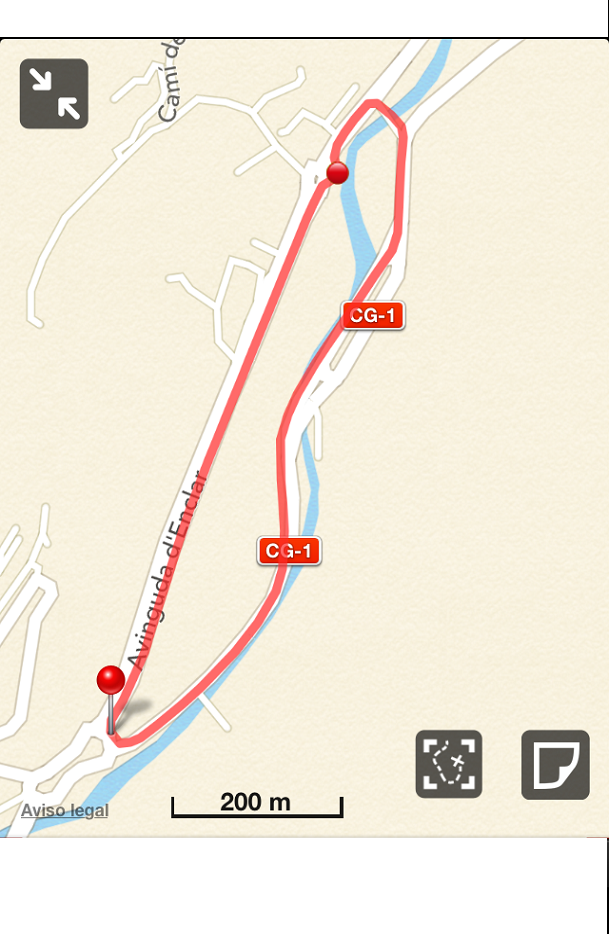 Camí de
CG-1
Avinguda d'Enclar
CG-1
200 m
Aviso legal